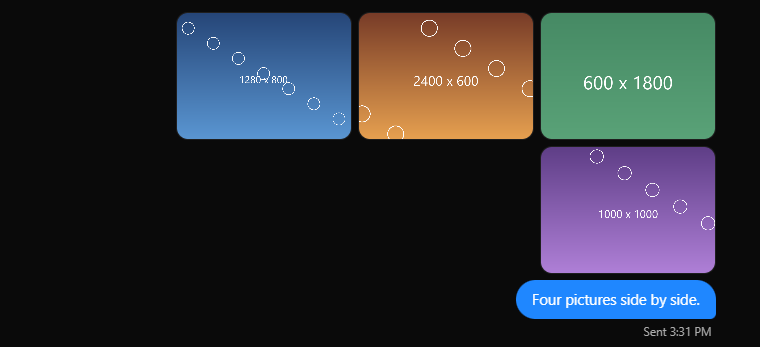 1280 x 800
2400 x 600
600 x 1800
1000 x 1000
Four pictures side by side.
Sent 3:31 PM